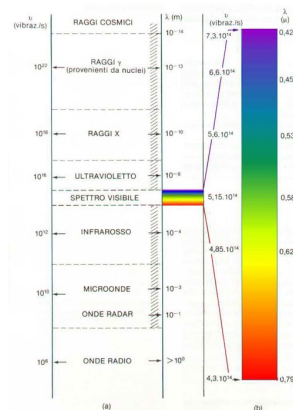 υ
(vibraz./s)
λ (m)
υ
(vibraz./s)
λ
(μ)
RAGGI COSMICI
10⁻¹⁴
7,3.10¹⁴
0,42
10²²
RAGGI γ
(provenienti da nuclei)
10⁻¹³
6,6.10¹⁴
0,47
10¹⁸
RAGGI X
10⁻¹⁰
5,6.10¹⁴
0,53
10¹⁶
ULTRAVIOLETTO
10⁻⁸
SPETTRO VISIBILE
5,15.10¹⁴
0,58
10¹²
INFRAROSSO
10⁻⁴
4,85.10¹⁴
0,62
10¹⁰
MICROONDE
10⁻²
ONDE RADAR
10⁻¹
10⁶
ONDE RADIO
>10⁰
4,3.10¹⁴
0,79
(a)
(b)